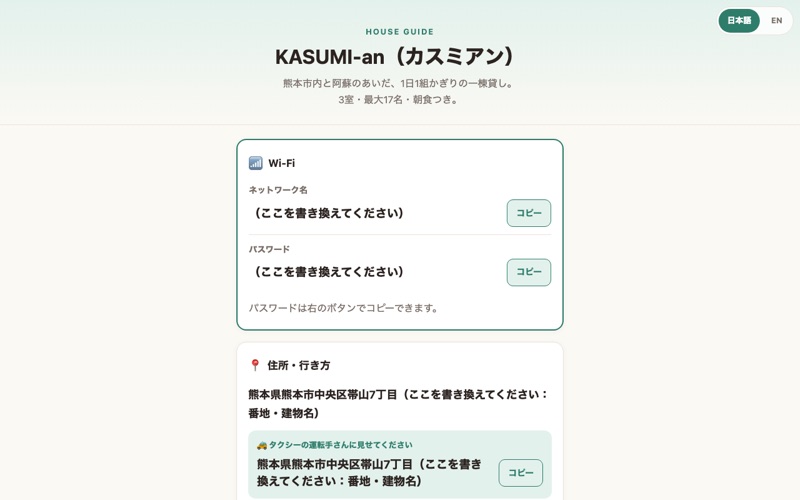 日本語 EN
HOUSE GUIDE
KASUMI-an（カスミアン）
熊本市内と阿蘇のあいだ、1日1組かぎりの一棟貸し。
3室・最大17名・朝食つき。
Wi-Fi
ネットワーク名
（ここを書き換えてください） コピー
パスワード
（ここを書き換えてください） コピー
パスワードは右のボタンでコピーできます。
住所・行き方
熊本県熊本市中央区帯山7丁目（ここを書き換えてください：
番地・建物名）
タクシーの運転手さんに見せてください
熊本県熊本市中央区帯山7丁目（ここを書き
換えてください：番地・建物名） コピー